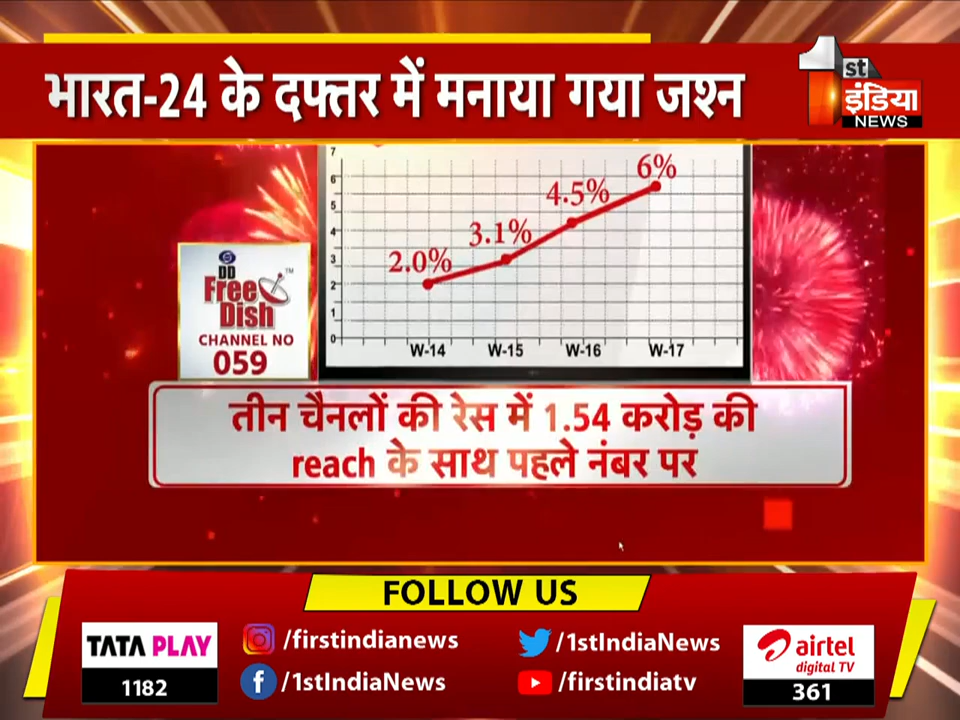 भारत-24 के दफ्तर में मनाया गया जश्न
1st
इंडिया
NEWS
7
6
5
4
3
2
1
0
2.0%
3.1%
4.5%
6%
W-14 W-15 W-16 W-17
DD
Free
Dish
TM
CHANNEL NO
059
तीन चैनलों की रेस में 1.54 करोड़ की
reach के साथ पहले नंबर पर
FOLLOW US
TATA PLAY
1182
/firstindianews
/1stIndiaNews
/1stIndiaNews
/firstindiatv
airtel
digital TV
361